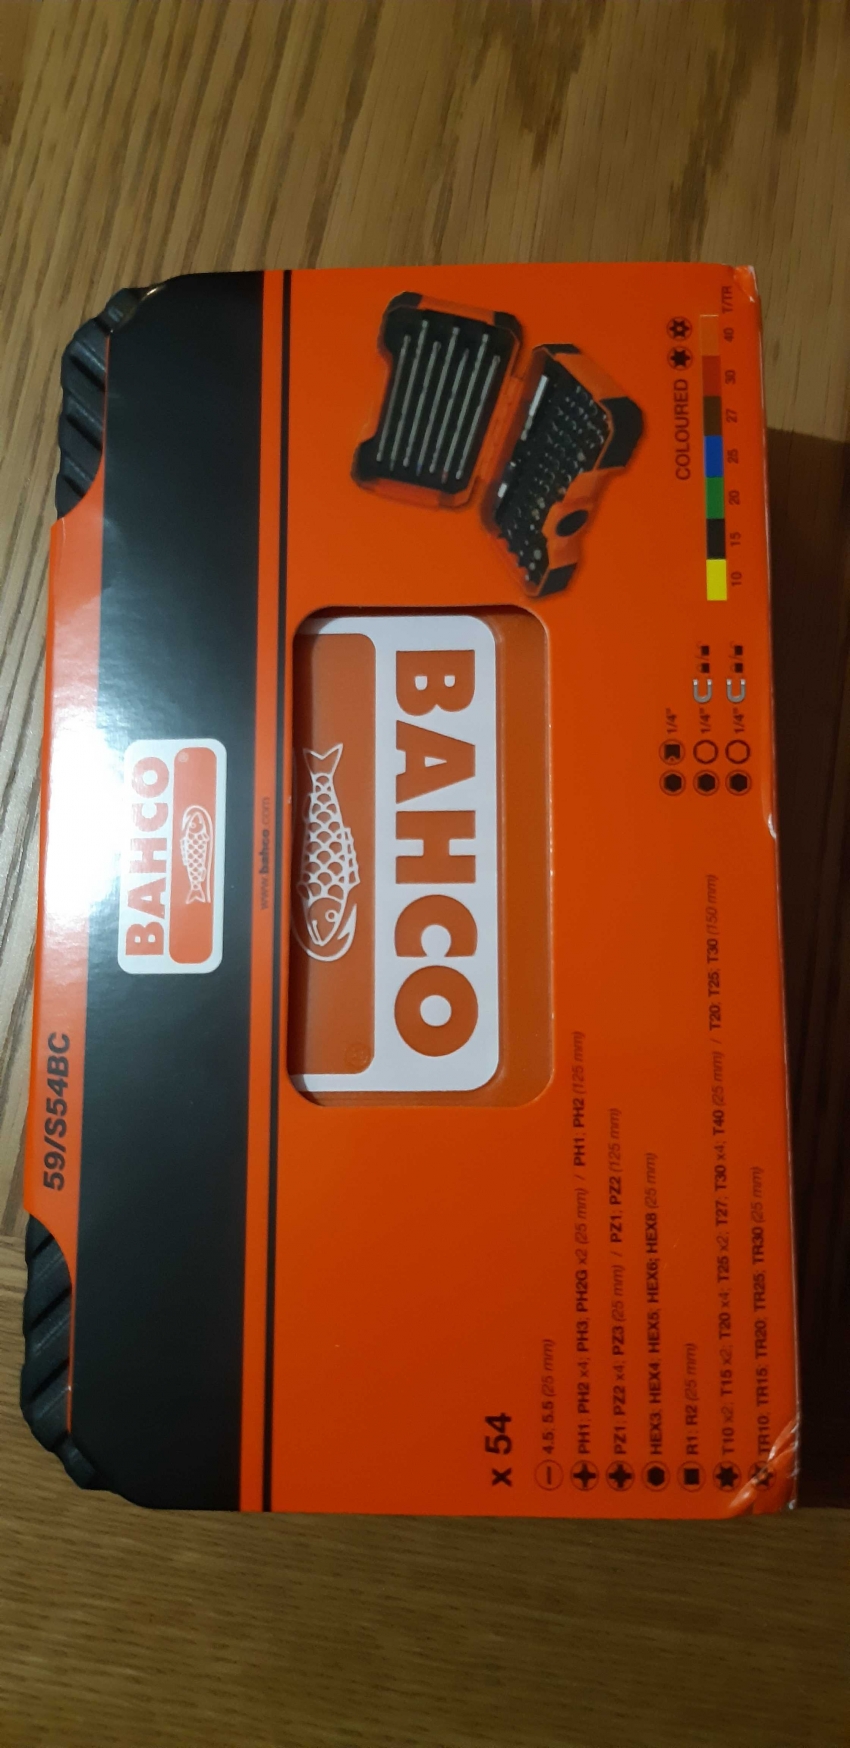 59/S54BC
BAHCO
®
www.bahco.com
BAHCO
®
x 54
4.5; 5.5 (25 mm)
PH1; PH2 x4; PH3, PH2G x2 (25 mm) / PH1; PH2 (125 mm)
PZ1; PZ2 x4; PZ3 (25 mm) / PZ1; PZ2 (125 mm)
HEX3; HEX4; HEX5; HEX6; HEX8 (25 mm)
R1; R2 (25 mm)
T10 x2; T15 x2; T20 x4; T25 x2; T27; T30 x4; T40 (25 mm) / T20; T25; T30 (150 mm)
TR10; TR15; TR20; TR25; TR30 (25 mm)
1/4"
1/4"
1/4"
COLOURED
10 15 20 25 27 30 40 T/TR